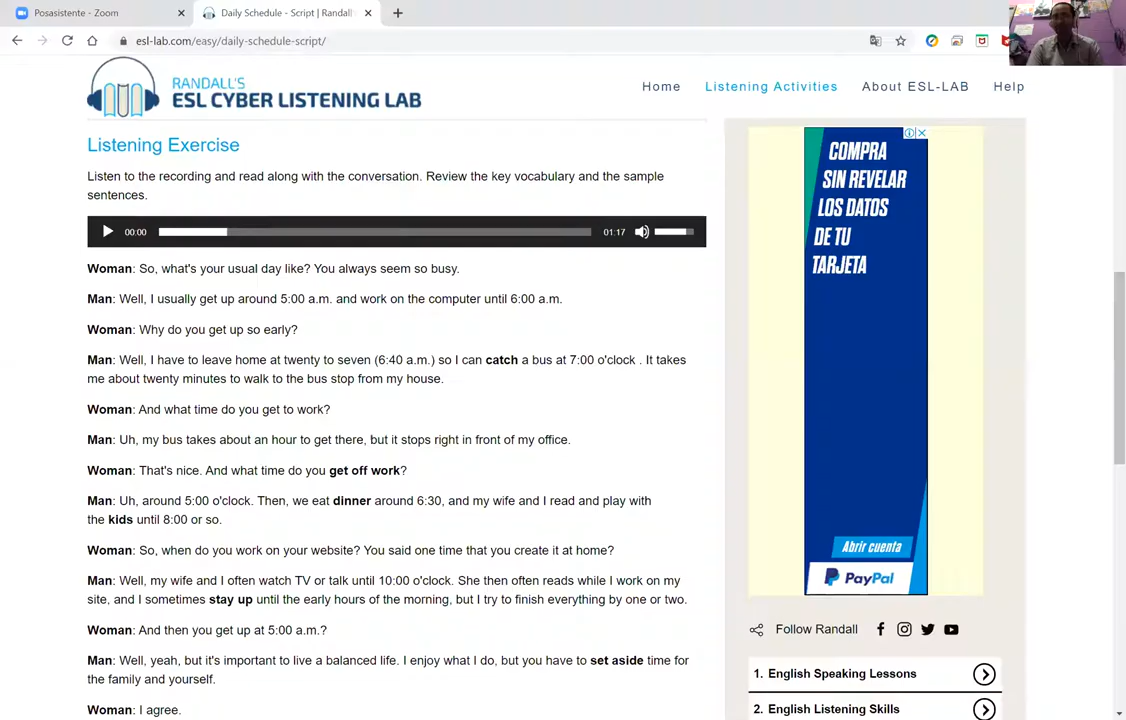 Posasistente - Zoom
Daily Schedule - Script | Randall'
esl-lab.com/easy/daily-schedule-script/
RANDALL'S
ESL CYBER LISTENING LAB
Home
Listening Activities
About ESL-LAB
Help
Listening Exercise
Listen to the recording and read along with the conversation. Review the key vocabulary and the sample
sentences.
00:00
01:17
Woman: So, what's your usual day like? You always seem so busy.
Man: Well, I usually get up around 5:00 a.m. and work on the computer until 6:00 a.m.
Woman: Why do you get up so early?
Man: Well, I have to leave home at twenty to seven (6:40 a.m.) so I can catch a bus at 7:00 o'clock . It takes
me about twenty minutes to walk to the bus stop from my house.
Woman: And what time do you get to work?
Man: Uh, my bus takes about an hour to get there, but it stops right in front of my office.
Woman: That's nice. And what time do you get off work?
Man: Uh, around 5:00 o'clock. Then, we eat dinner around 6:30, and my wife and I read and play with
the kids until 8:00 or so.
Woman: So, when do you work on your website? You said one time that you create it at home?
Man: Well, my wife and I often watch TV or talk until 10:00 o'clock. She then often reads while I work on my
site, and I sometimes stay up until the early hours of the morning, but I try to finish everything by one or two.
Woman: And then you get up at 5:00 a.m.?
Man: Well, yeah, but it's important to live a balanced life. I enjoy what I do, but you have to set aside time for
the family and yourself.
Woman: I agree.
COMPRA
SIN REVELAR
LOS DATOS
DE TU
TARJETA
Abrir cuenta
PayPal
Follow Randall
1. English Speaking Lessons
2. English Listening Skills